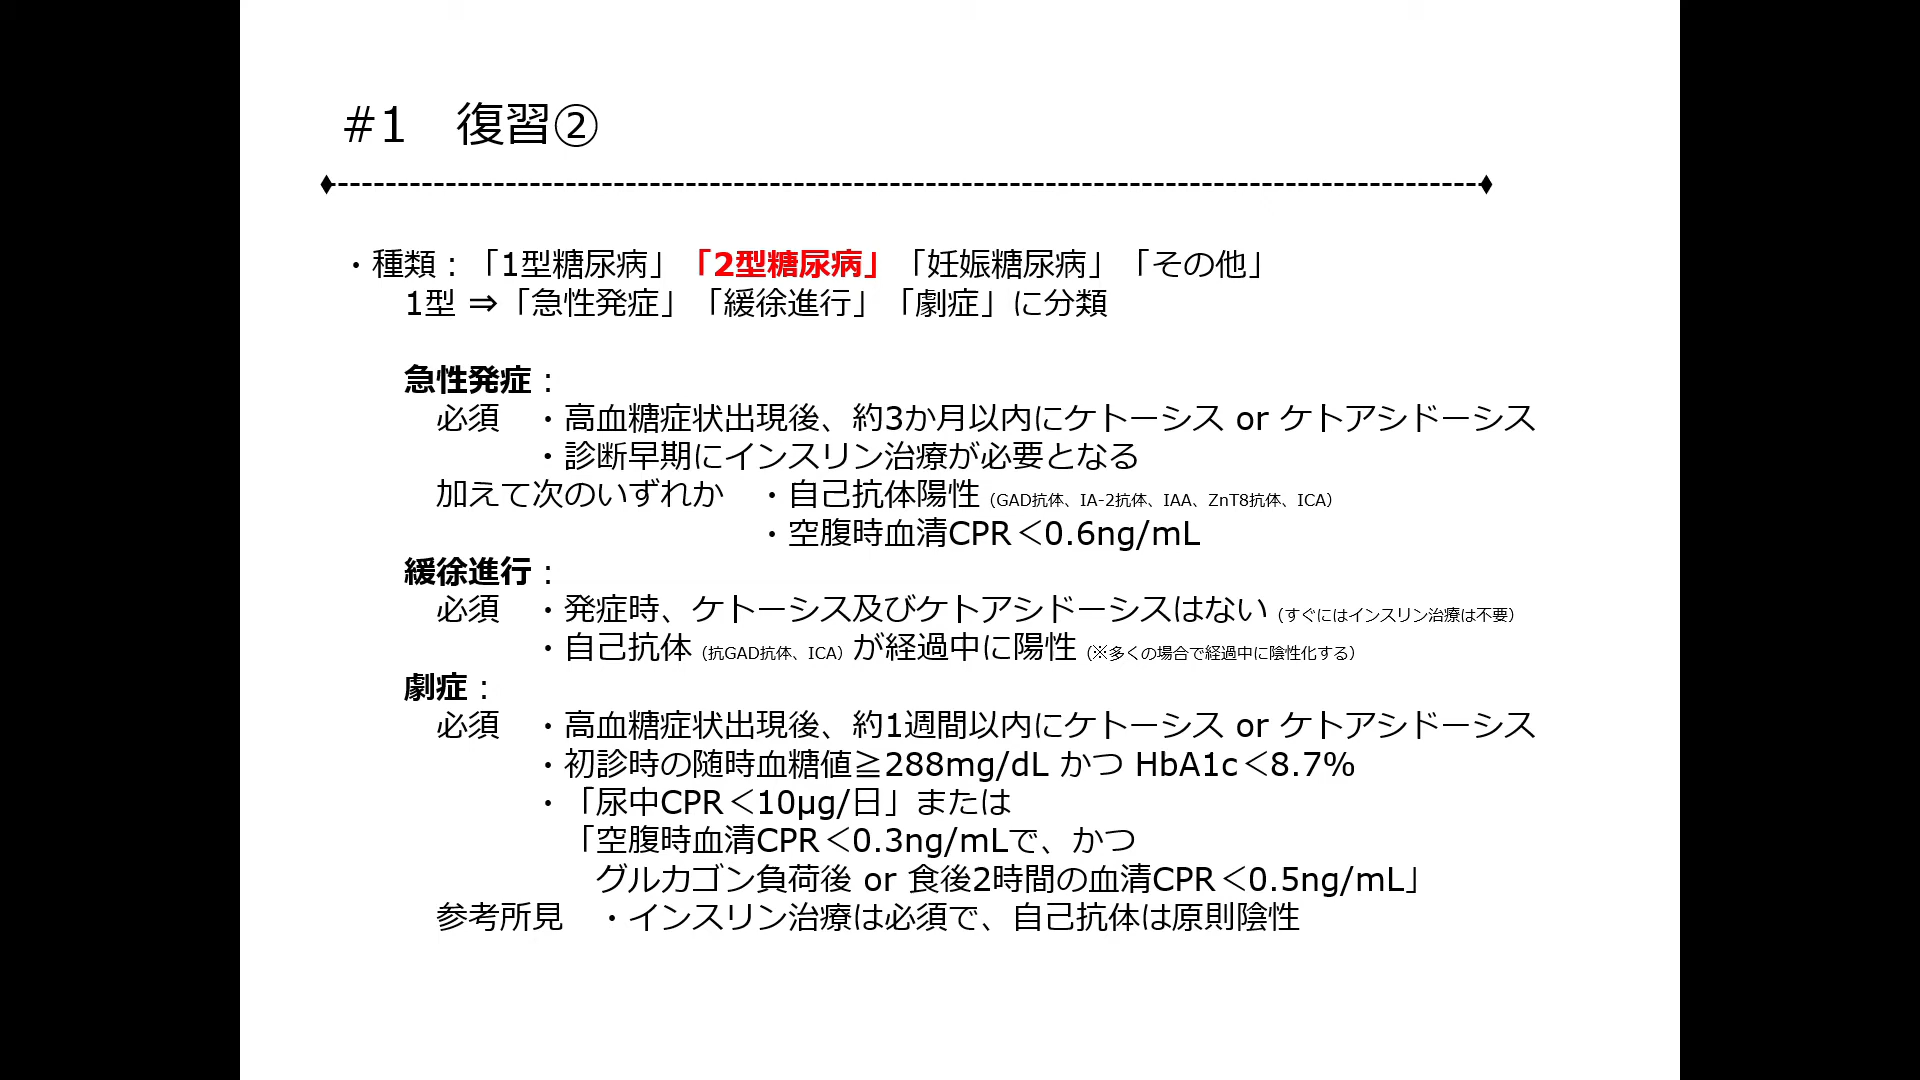 #1　復習②
・種類：「1型糖尿病」「2型糖尿病」「妊娠糖尿病」「その他」
1型 ⇒「急性発症」「緩徐進行」「劇症」に分類
急性発症：
必須　・高血糖症状出現後、約3か月以内にケトーシス or ケトアシドーシス
・診断早期にインスリン治療が必要となる
加えて次のいずれか　・自己抗体陽性（GAD抗体、IA-2抗体、IAA、ZnT8抗体、ICA）
・空腹時血清CPR＜0.6ng/mL
緩徐進行：
必須　・発症時、ケトーシス及びケトアシドーシスはない（すぐにはインスリン治療は不要）
・自己抗体（抗GAD抗体、ICA）が経過中に陽性（※多くの場合で経過中に陰性化する）
劇症：
必須　・高血糖症状出現後、約1週間以内にケトーシス or ケトアシドーシス
・初診時の随時血糖値≧288mg/dL かつ HbA1c＜8.7%
・「尿中CPR＜10μg/日」または
「空腹時血清CPR＜0.3ng/mLで、かつ
グルカゴン負荷後 or 食後2時間の血清CPR＜0.5ng/mL」
参考所見　・インスリン治療は必須で、自己抗体は原則陰性